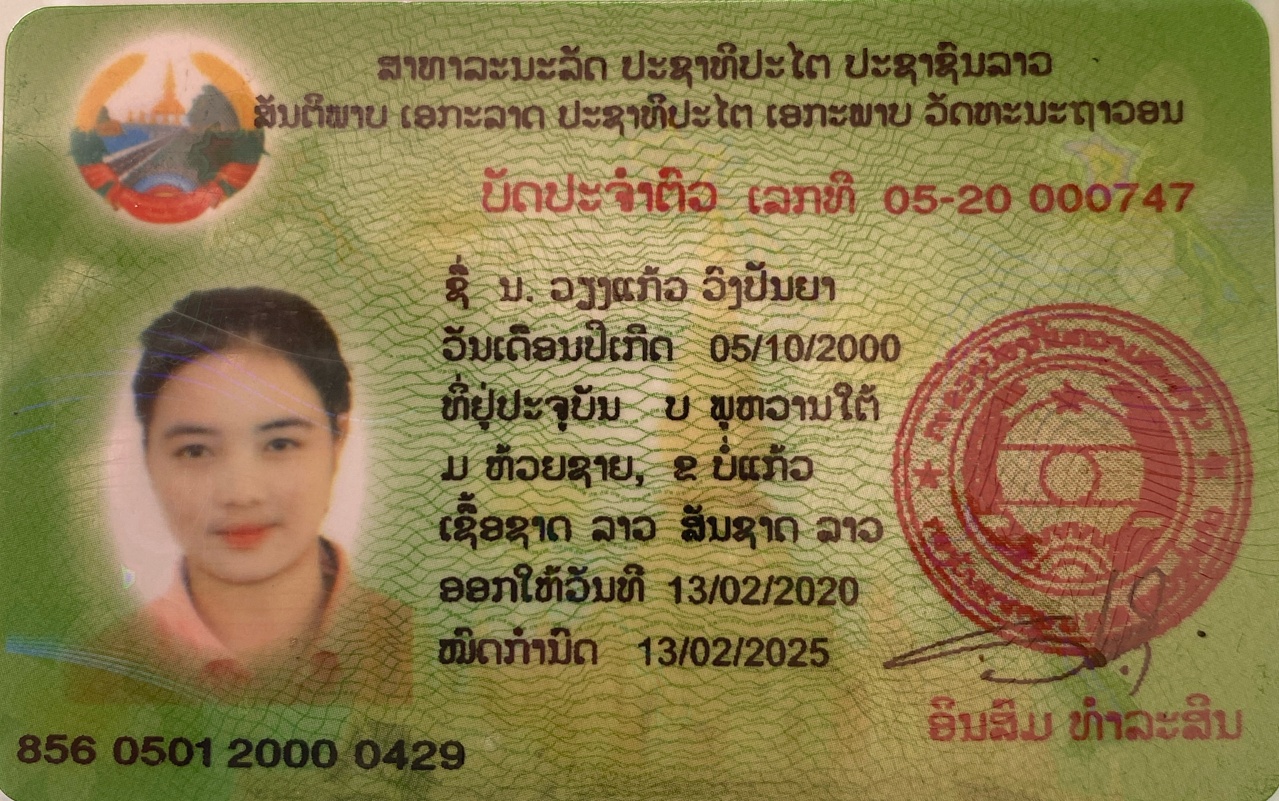 ສາທາລະນະລັດ ປະຊາທິປະໄຕ ປະຊາຊົນລາວ
ສັນຕິພາບ ເອກະລາດ ປະຊາທິປະໄຕ ເອກະພາບ ວັດທະນະຖາວອນ
ບັດປະຈຳຕົວ ເລກທີ 05-20 000747
ຊື່ ນ. ວຽງແກ້ວ ວົງປັນຍາ
ວັນເດືອນປີເກີດ 05/10/2000
ທີ່ຢູ່ປະຈຸບັນ ບ ພູຫວານໃຕ້
ມ ຫ້ວຍຊາຍ, ຂ ບໍ່ແກ້ວ
ເຊື້ອຊາດ ລາວ ສັນຊາດ ລາວ
ອອກໃຫ້ວັນທີ 13/02/2020
ໝົດກຳນົດ 13/02/2025
ອິນສົມ ທຳລະສິນ
856 0501 2000 0429